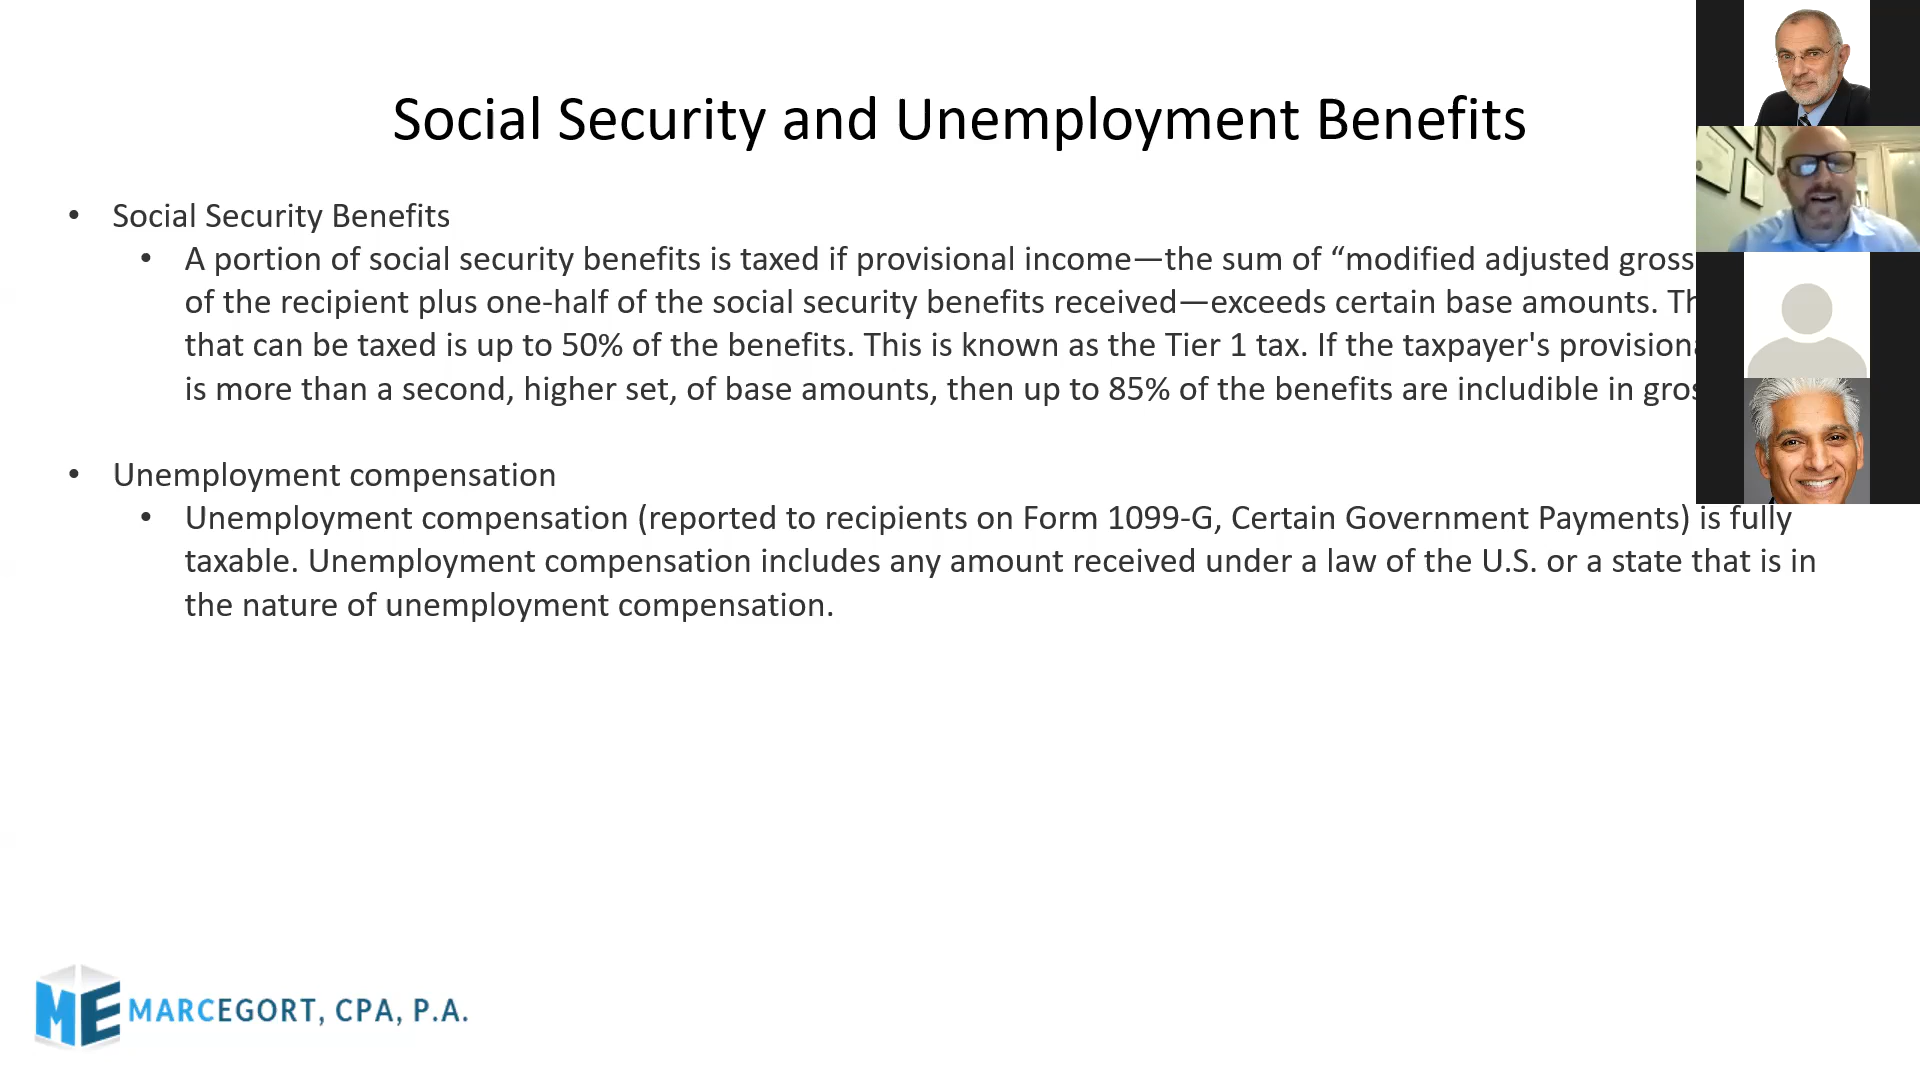 Social Security and Unemployment Benefits
• Social Security Benefits
• A portion of social security benefits is taxed if provisional income—the sum of “modified adjusted gross
of the recipient plus one-half of the social security benefits received—exceeds certain base amounts.
that can be taxed is up to 50% of the benefits. This is known as the Tier 1 tax. If the taxpayer's
is more than a second, higher set, of base amounts, then up to 85% of the benefits are includible in
• Unemployment compensation
• Unemployment compensation (reported to recipients on Form 1099-G, Certain Government Payments) is fully
taxable. Unemployment compensation includes any amount received under a law of the U.S. or a state that is in
the nature of unemployment compensation.
ME MARCEGORT, CPA, P.A.